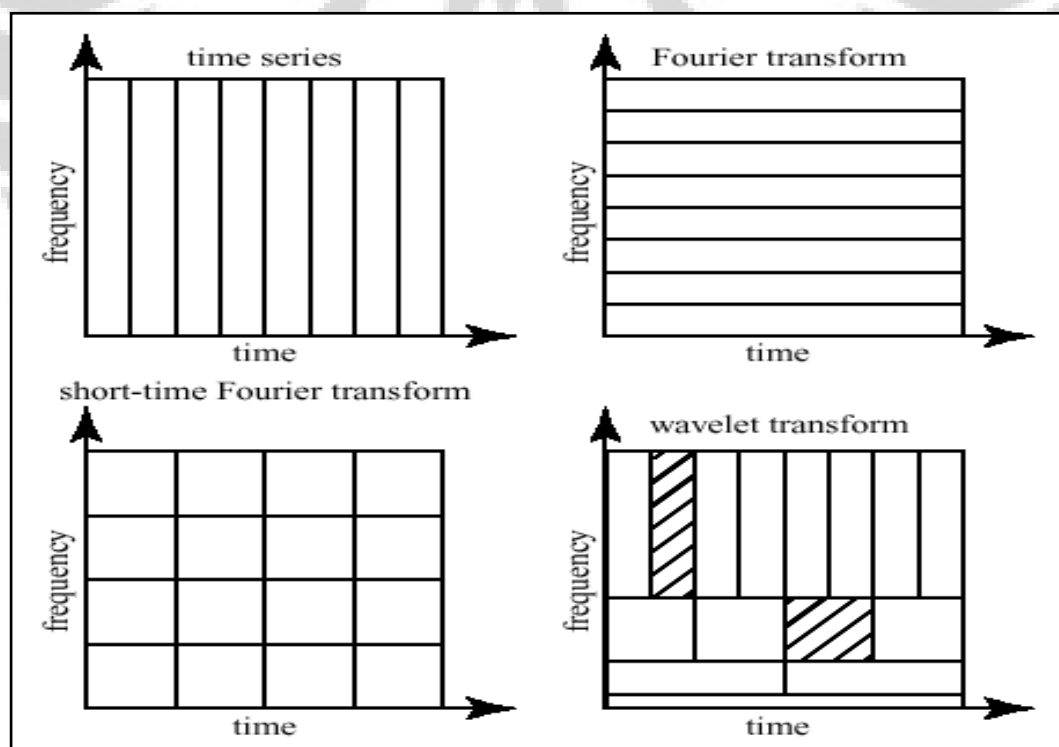 time series
frequency
time
Fourier transform
frequency
time
short-time Fourier transform
frequency
time
wavelet transform
frequency
time